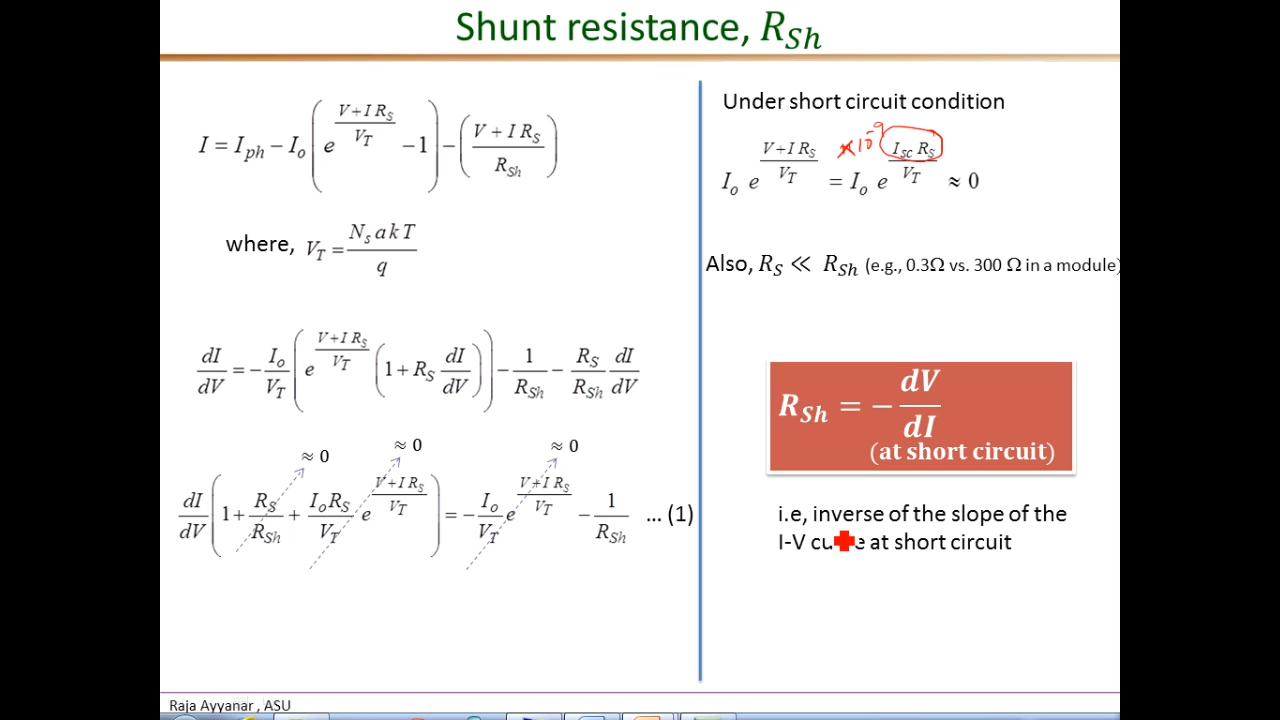 Shunt resistance, R_Sh
I = I_ph − I_o ( e^((V + I R_S)/V_T) − 1 ) − ( (V + I R_S)/R_Sh )
where, V_T = N_s a k T / q
dI/dV = − I_o/V_T ( e^((V + I R_S)/V_T) ( 1 + R_S dI/dV ) ) − 1/R_Sh − R_S/R_Sh dI/dV
≈ 0 ≈ 0 ≈ 0
dI/dV ( 1 + R_S/R_Sh + I_o R_S/V_T e^((V + I R_S)/V_T) ) = − I_o/V_T e^((V + I R_S)/V_T) − 1/R_Sh ... (1)
Under short circuit condition
×10^-9
I_o e^((V + I R_S)/V_T) = I_o e^((I_sc R_S)/V_T) ≈ 0
Also, R_S ≪ R_Sh (e.g., 0.3Ω vs. 300 Ω in a module)
R_Sh = − dV/dI
(at short circuit)
i.e, inverse of the slope of the
I-V at short circuit
Raja Ayyanar, ASU